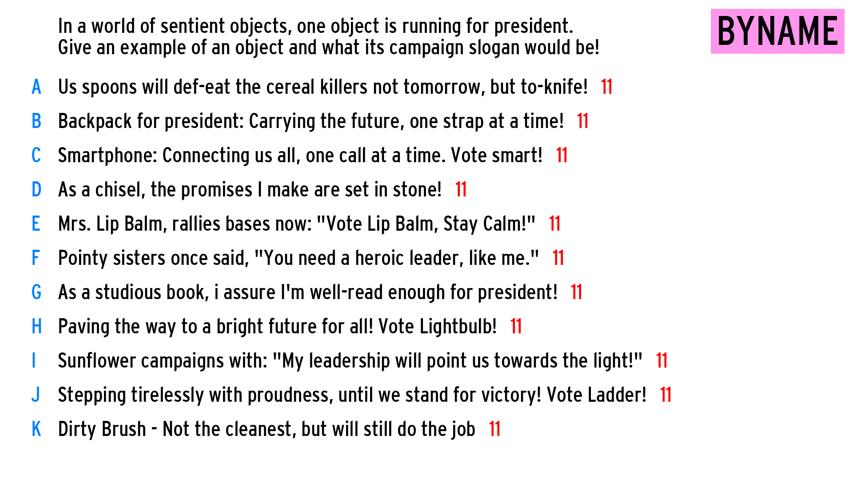 In a world of sentient objects, one object is running for president.
Give an example of an object and what its campaign slogan would be!
BYNAME
A Us spoons will def-eat the cereal killers not tomorrow, but to-knife! 11
B Backpack for president: Carrying the future, one strap at a time! 11
C Smartphone: Connecting us all, one call at a time. Vote smart! 11
D As a chisel, the promises I make are set in stone! 11
E Mrs. Lip Balm, rallies bases now: "Vote Lip Balm, Stay Calm!" 11
F Pointy sisters once said, "You need a heroic leader, like me." 11
G As a studious book, i assure I'm well-read enough for president! 11
H Paving the way to a bright future for all! Vote Lightbulb! 11
I Sunflower campaigns with: "My leadership will point us towards the light!" 11
J Stepping tirelessly with proudness, until we stand for victory! Vote Ladder! 11
K Dirty Brush - Not the cleanest, but will still do the job 11